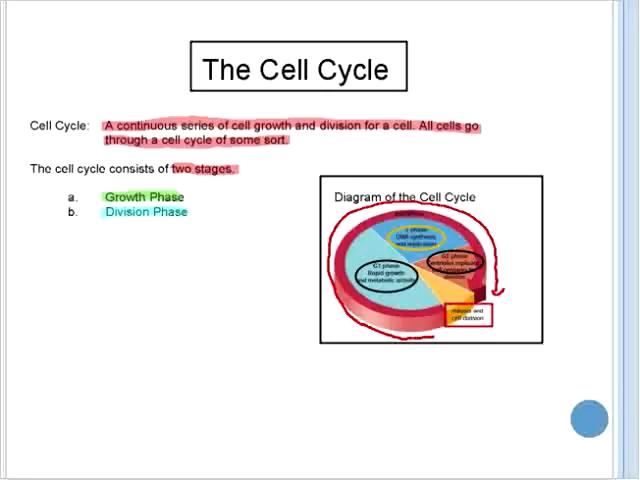 The Cell Cycle
Cell Cycle: A continuous series of cell growth and division for a cell. All cells go
through a cell cycle of some sort.
The cell cycle consists of two stages.
a. Growth Phase
b. Division Phase
Diagram of the Cell Cycle
S phase
DNA synthesis
and replication
G2 phase
centrioles replicate
division
G1 phase
Rapid growth
and metabolic activity
mitosis and
cell division